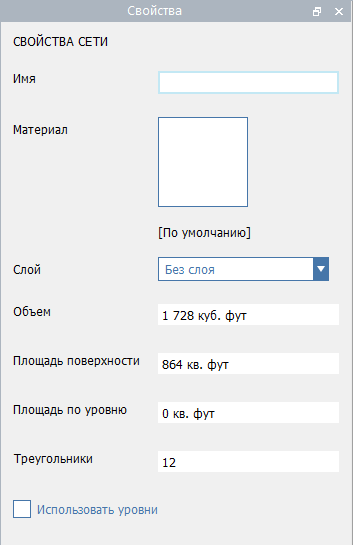 Свойства
СВОЙСТВА СЕТИ
Имя
Материал
[По умолчанию]
Слой Без слоя
Объем 1 728 куб. фут
Площадь поверхности 864 кв. фут
Площадь по уровню 0 кв. фут
Треугольники 12
Использовать уровни